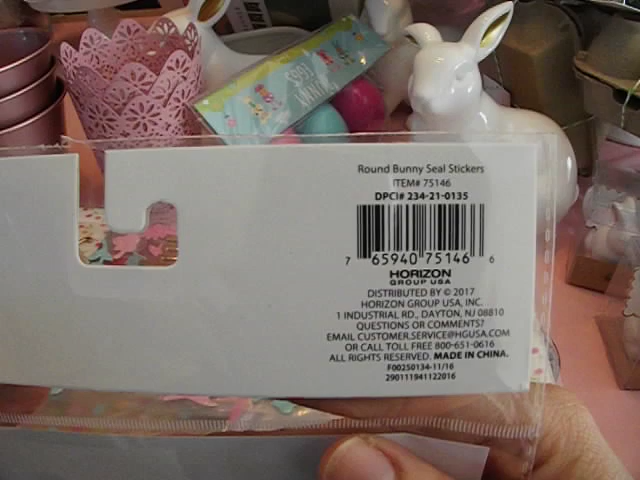 Round Bunny Seal Stickers
ITEM# 75146
DPCI# 234-21-0135
7 65940 75146 6
HORIZON
GROUP USA
DISTRIBUTED BY © 2017
HORIZON GROUP USA, INC.
1 INDUSTRIAL RD., DAYTON, NJ 08810
QUESTIONS OR COMMENTS?
EMAIL CUSTOMER.SERVICE@HGUSA.COM
OR CALL TOLL FREE 800-651-0616
ALL RIGHTS RESERVED. MADE IN CHINA.
F00250134-11/16
290111941122016